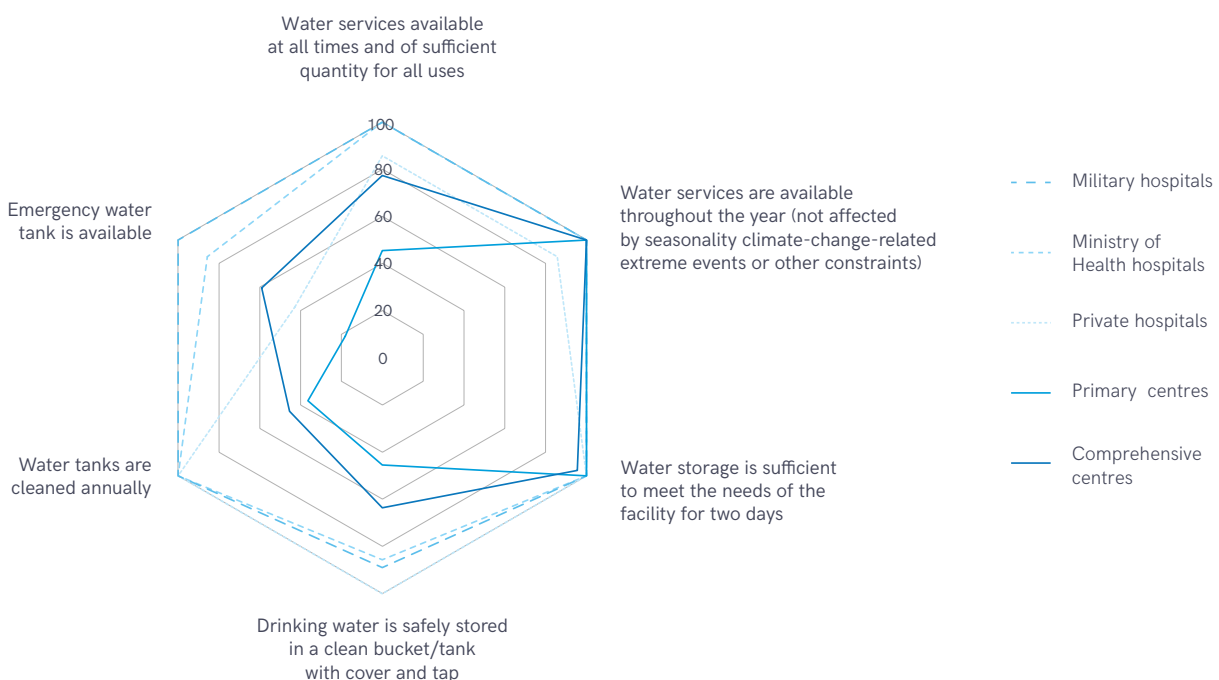 Water services available
at all times and of sufficient
quantity for all uses
100
80
60
40
20
0
Water services are available
throughout the year (not affected
by seasonality climate-change-related
extreme events or other constraints)
Water storage is sufficient
to meet the needs of the
facility for two days
Drinking water is safely stored
in a clean bucket/tank
with cover and tap
Water tanks are
cleaned annually
Emergency water
tank is available
Military hospitals
Ministry of
Health hospitals
Private hospitals
Primary centres
Comprehensive
centres